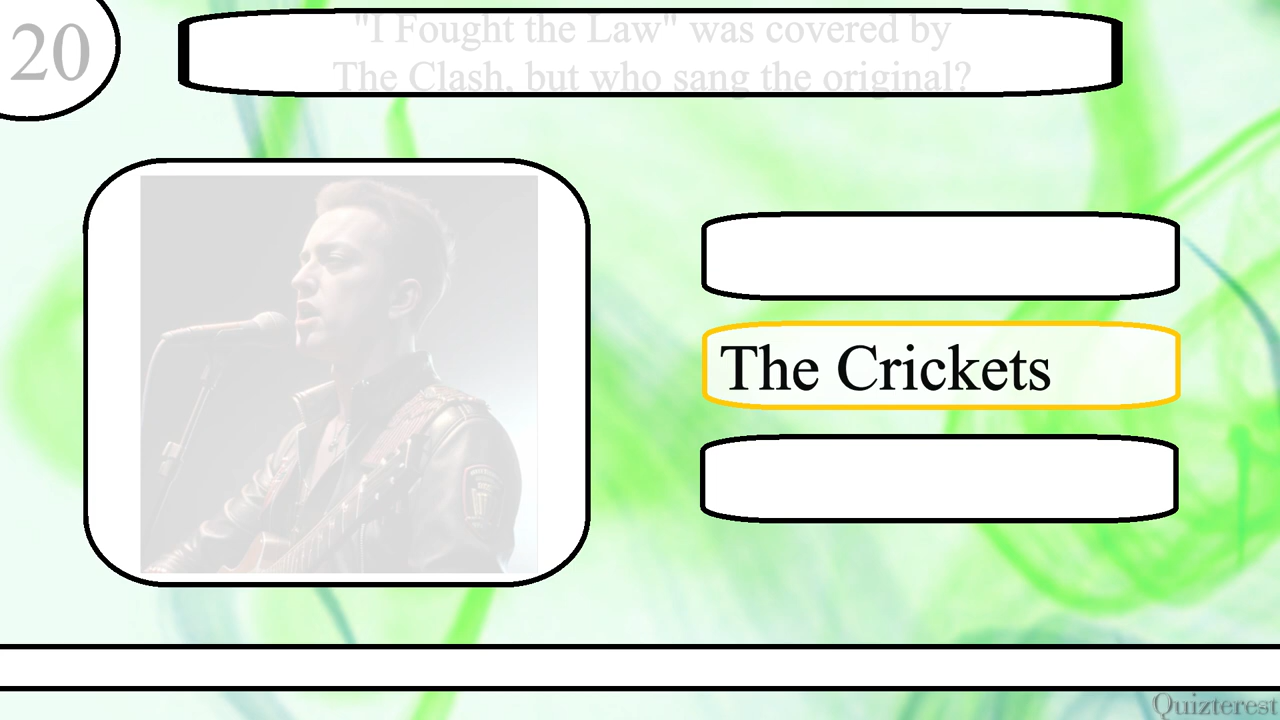 20
"I Fought the Law" was covered by
The Clash, but who sang the original?
The Crickets
Quizterest